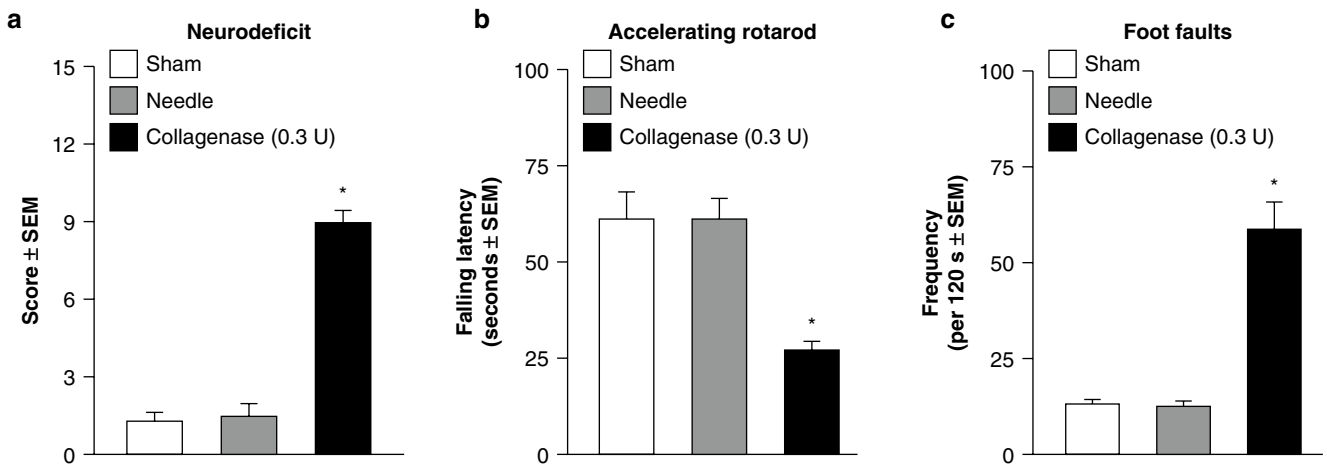 a
Neurodeficit
Sham
Needle
Collagenase (0.3 U)
15
12
9
6
3
0
Score ± SEM
*
b
Accelerating rotarod
Sham
Needle
Collagenase (0.3 U)
100
75
50
25
0
Falling latency
(seconds ± SEM)
*
c
Foot faults
Sham
Needle
Collagenase (0.3 U)
100
75
50
25
0
Frequency
(per 120 s ± SEM)
*